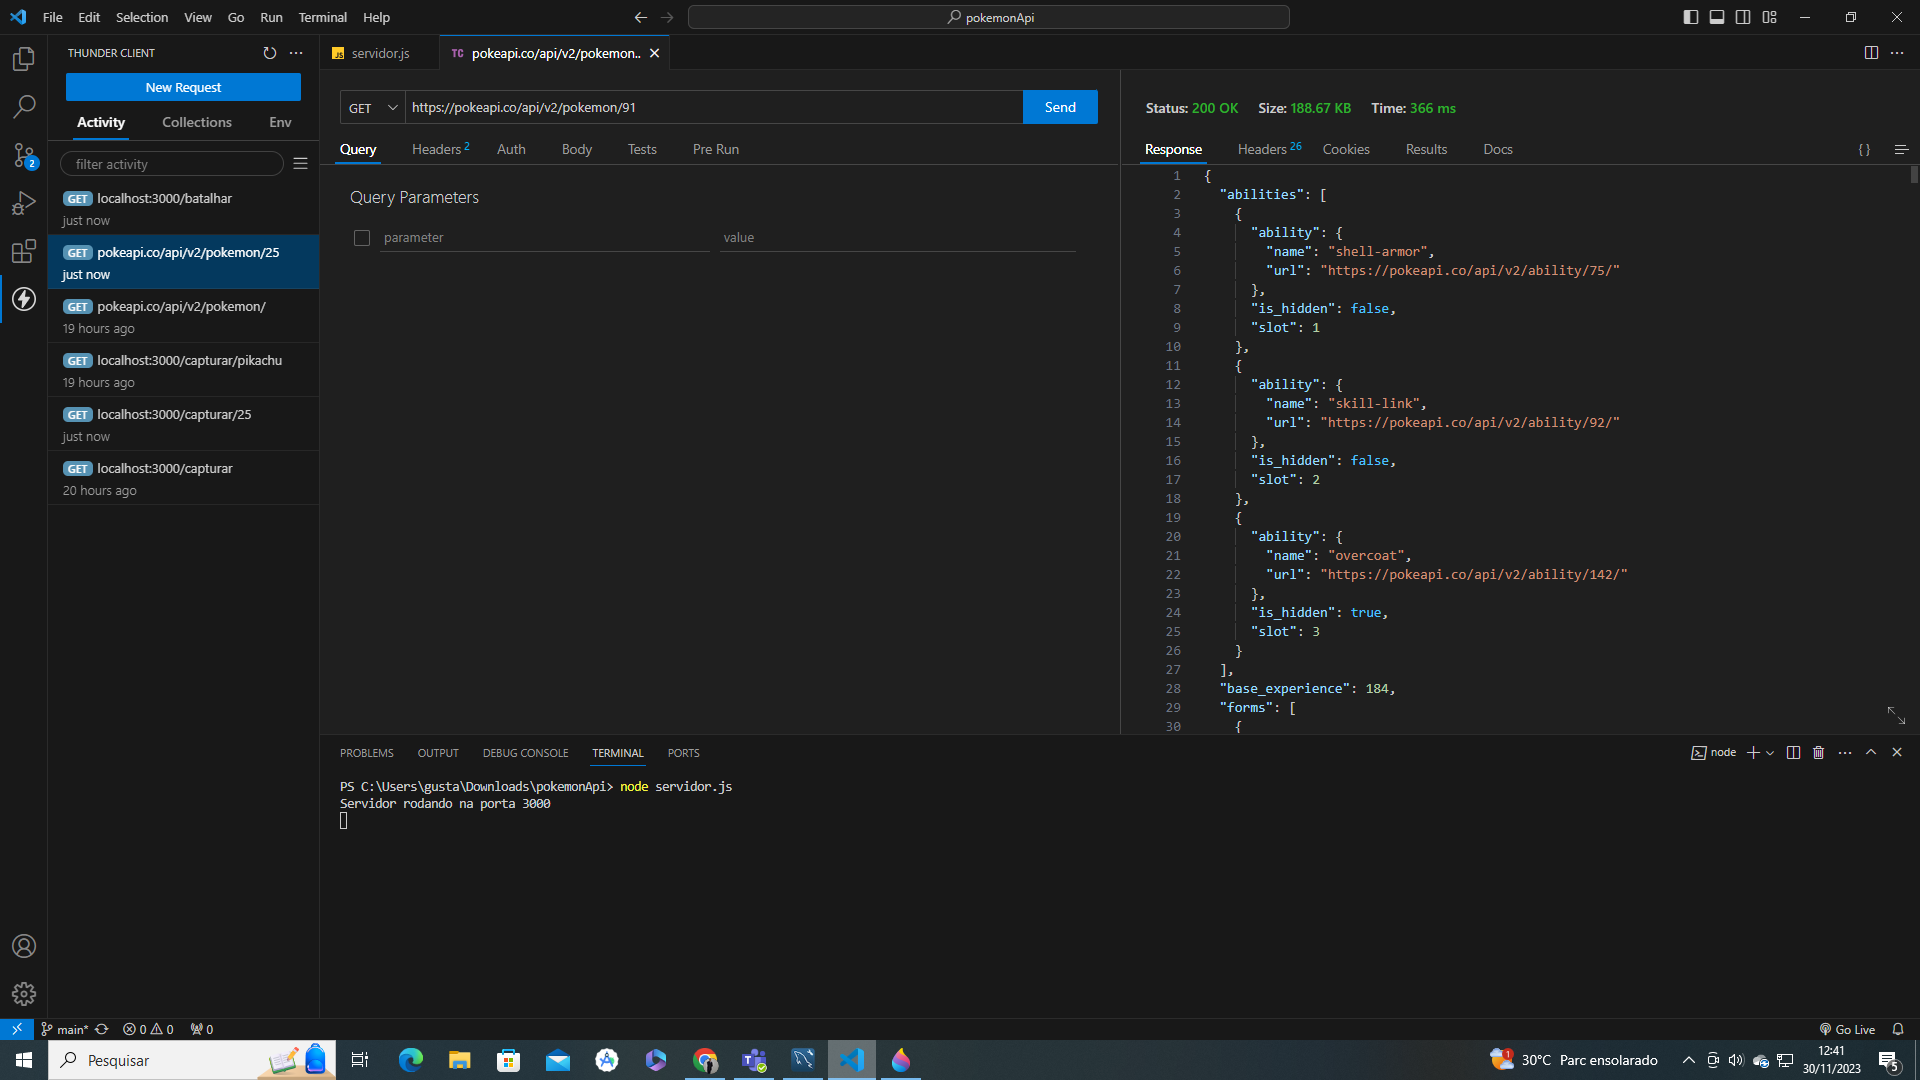 File Edit Selection View Go Run Terminal Help
pokemonApi
THUNDER CLIENT
New Request
Activity Collections Env
filter activity
GET localhost:3000/batalhar
just now
GET pokeapi.co/api/v2/pokemon/25
just now
GET pokeapi.co/api/v2/pokemon/
19 hours ago
GET localhost:3000/capturar/pikachu
19 hours ago
GET localhost:3000/capturar/25
just now
GET localhost:3000/capturar
20 hours ago
2
JS servidor.js
TC pokeapi.co/api/v2/pokemon..
GET https://pokeapi.co/api/v2/pokemon/91 Send
Query Headers 2 Auth Body Tests Pre Run
Query Parameters
parameter value
Status: 200 OK Size: 188.67 KB Time: 366 ms
Response Headers 26 Cookies Results Docs { }
1 {
2 "abilities": [
3 {
4 "ability": {
5 "name": "shell-armor",
6 "url": "https://pokeapi.co/api/v2/ability/75/"
7 },
8 "is_hidden": false,
9 "slot": 1
10 },
11 {
12 "ability": {
13 "name": "skill-link",
14 "url": "https://pokeapi.co/api/v2/ability/92/"
15 },
16 "is_hidden": false,
17 "slot": 2
18 },
19 {
20 "ability": {
21 "name": "overcoat",
22 "url": "https://pokeapi.co/api/v2/ability/142/"
23 },
24 "is_hidden": true,
25 "slot": 3
26 }
27 ],
28 "base_experience": 184,
29 "forms": [
30 {
PROBLEMS OUTPUT DEBUG CONSOLE TERMINAL PORTS
node
PS C:\Users\gusta\Downloads\pokemonApi> node servidor.js
Servidor rodando na porta 3000
main* 0 0 0
Go Live
Pesquisar
1 30°C Parc ensolarado
12:41
30/11/2023
5